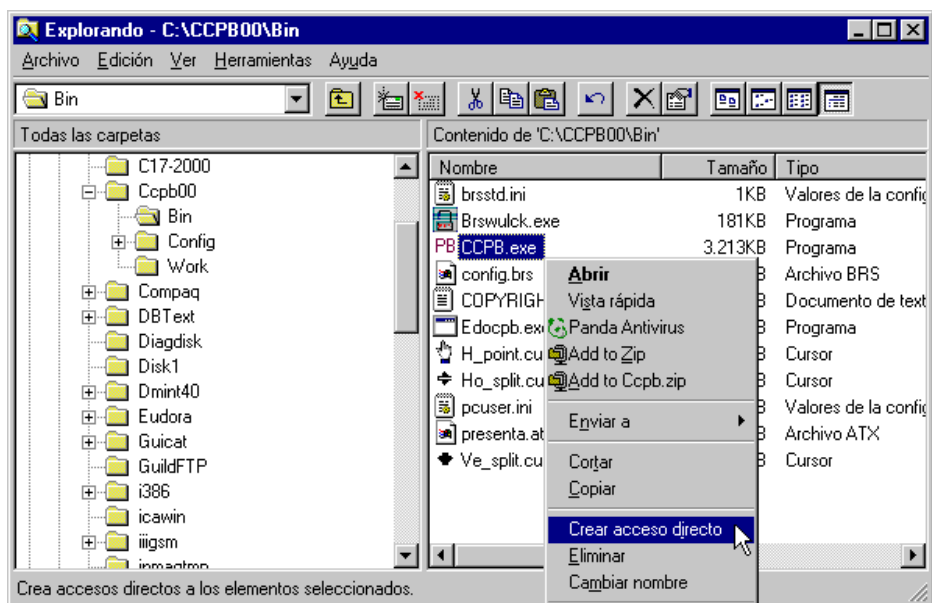 Explorando - C:\CCPB00\Bin
Archivo Edición Ver Herramientas Ayuda
Bin
Todas las carpetas
Contenido de 'C:\CCPB00\Bin'
C17-2000
Ccpb00
Bin
Config
Work
Compaq
DBText
Diagdisk
Disk1
Dmint40
Eudora
Guicat
GuildFTP
i386
icawin
iiigsm
inmagtmp
Nombre Tamaño Tipo
brsstd.ini 1KB Valores de la config
Brswulck.exe 181KB Programa
PB CCPB.exe 3.213KB Programa
config.brs B Archivo BRS
COPYRIGH B Documento de text
Edocpb.exe B Programa
H_point.cu B Cursor
Ho_split.cu B Cursor
pcuser.ini B Valores de la config
presenta.at B Archivo ATX
Ve_split.cu B Cursor
Abrir
Vista rápida
Panda Antivirus
Add to Zip
Add to Ccpb.zip
Enviar a
Cortar
Copiar
Crear acceso directo
Eliminar
Cambiar nombre
Crea accesos directos a los elementos seleccionados.